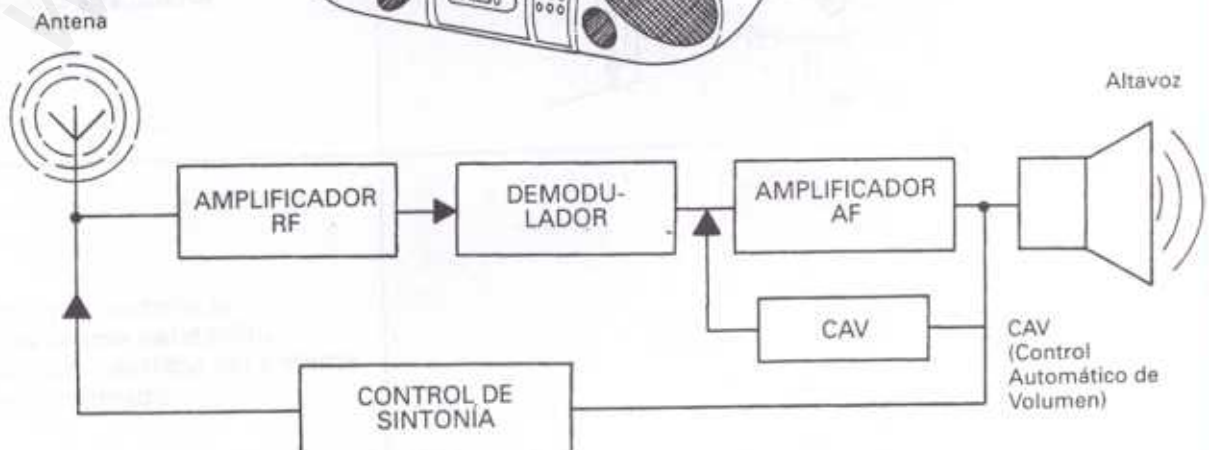 Antena
Altavoz
AMPLIFICADOR
RF
DEMODU-
LADOR
AMPLIFICADOR
AF
CAV
CAV
(Control
Automático de
Volumen)
CONTROL DE
SINTONÍA